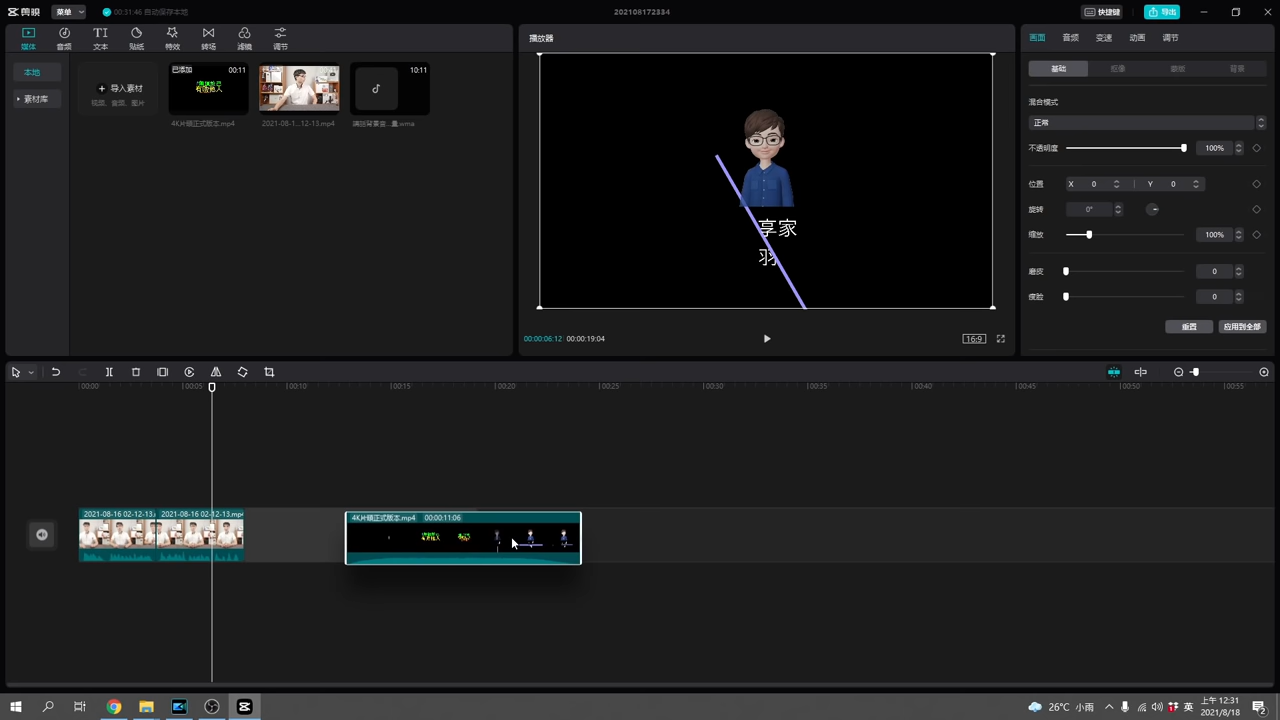 剪映
菜单
00:31:46 自动保存本地
202108172334
快捷键
导出
媒体
音频
文本
贴纸
特效
转场
滤镜
调节
本地
素材库
导入素材
视频、音频、图片
已添加
00:11
4K片頭正式版本.mp4
2021-08-1...12-13.mp4
10:11
播放器
享家
羽
00:00:06:12
00:00:19:04
16:9
画面
音频
变速
动画
调节
基础
抠像
蒙版
背景
混合模式
正常
不透明度
100%
位置
X
0
Y
0
旋转
0°
缩放
100%
磨皮
0
瘦脸
0
重置
应用到全部
00:00
00:05
00:10
00:15
00:20
00:25
00:30
00:35
00:40
00:45
00:50
00:55
2021-08-16 02-12-13.
2021-08-16 02-12-13.mp4
4K片頭正式版本.mp4
00:00:11:06
26°C 小雨
英
上午 12:31
2021/8/18